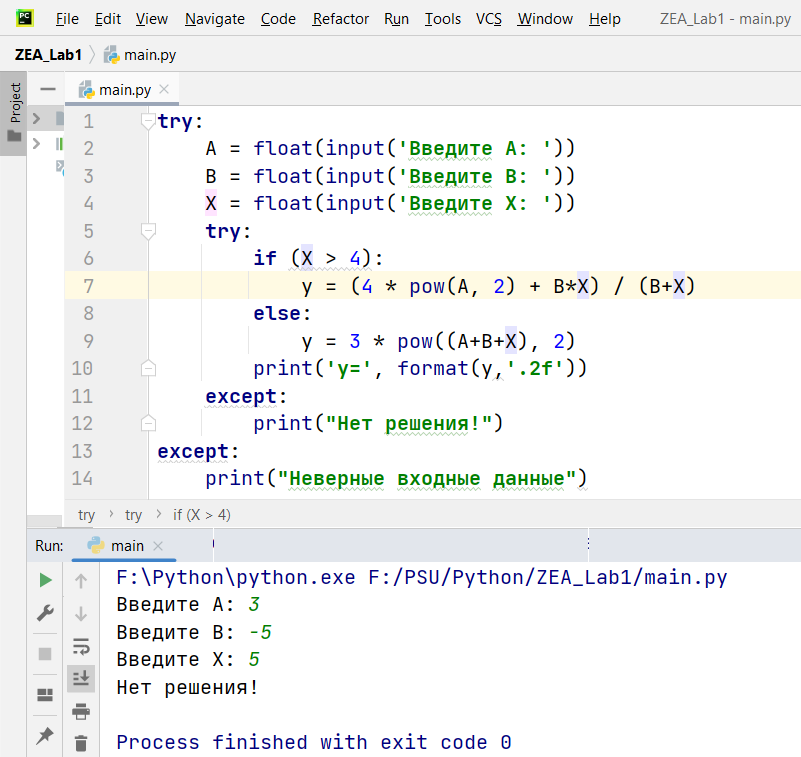 File Edit View Navigate Code Refactor Run Tools VCS Window Help ZEA_Lab1 - main.py
ZEA_Lab1 main.py
Project
main.py
1 try:
2 A = float(input('Введите A: '))
3 B = float(input('Введите B: '))
4 X = float(input('Введите X: '))
5 try:
6 if (X > 4):
7 y = (4 * pow(A, 2) + B*X) / (B+X)
8 else:
9 y = 3 * pow((A+B+X), 2)
10 print('y=', format(y,'.2f'))
11 except:
12 print("Нет решения!")
13 except:
14 print("Неверные входные данные")
try › try › if (X > 4)
Run: main
F:\Python\python.exe F:/PSU/Python/ZEA_Lab1/main.py
Введите A: 3
Введите B: -5
Введите X: 5
Нет решения!
Process finished with exit code 0